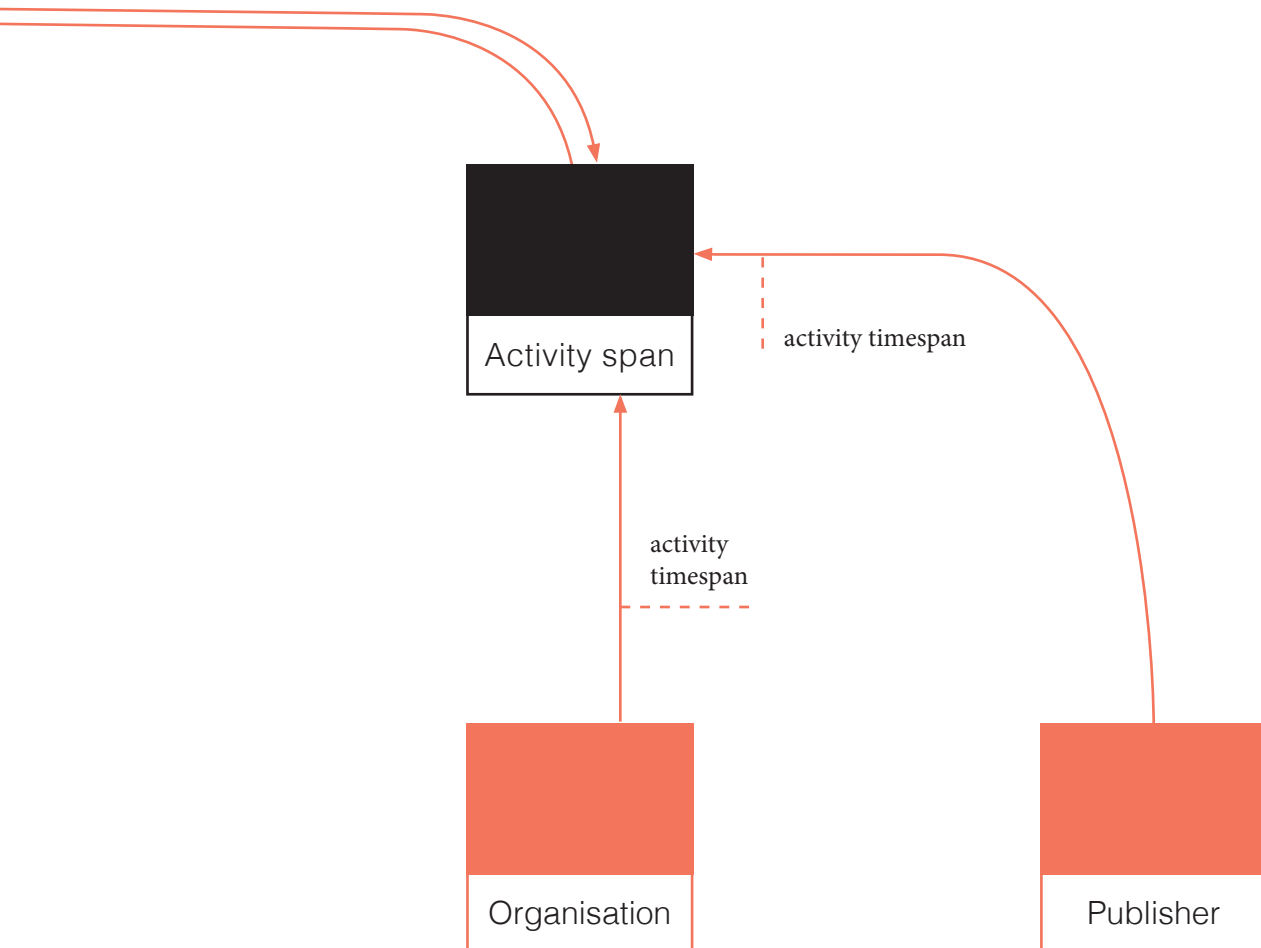 Activity span
activity timespan
activity
timespan
Organisation
Publisher